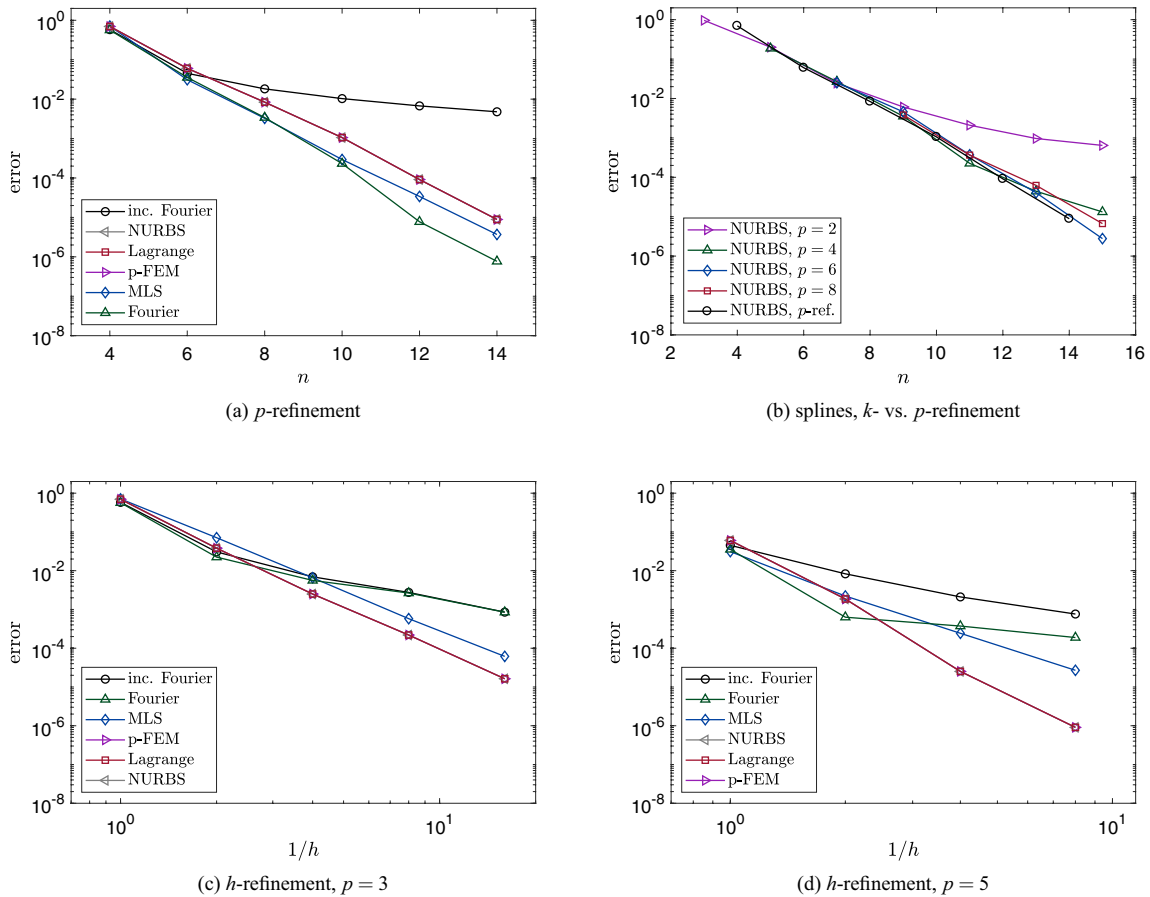 10^0
10^-2
10^-4
10^-6
10^-8
error
inc. Fourier
NURBS
Lagrange
p-FEM
MLS
Fourier
4 6 8 10 12 14
n
(a) p-refinement
10^0
10^-2
10^-4
10^-6
10^-8
error
NURBS, p = 2
NURBS, p = 4
NURBS, p = 6
NURBS, p = 8
NURBS, p-ref.
2 4 6 8 10 12 14 16
n
(b) splines, k- vs. p-refinement
10^0
10^-2
10^-4
10^-6
10^-8
error
inc. Fourier
Fourier
MLS
p-FEM
Lagrange
NURBS
10^0 10^1
1/h
(c) h-refinement, p = 3
10^0
10^-2
10^-4
10^-6
10^-8
error
inc. Fourier
Fourier
MLS
NURBS
Lagrange
p-FEM
10^0 10^1
1/h
(d) h-refinement, p = 5